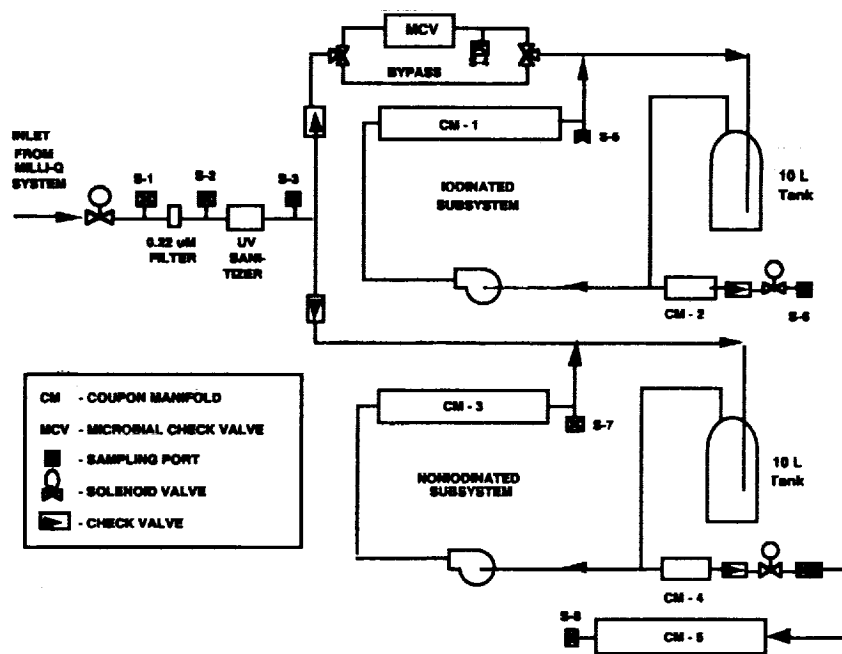 MCV
S-4
BYPASS
INLET
FROM
MILLI-Q
SYSTEM
S-1
S-2
S-3
CM - 1
S-5
IODINATED
SUBSYSTEM
10 L
Tank
0.22 uM
FILTER
UV
SANI-
TIZER
CM - 2
S-6
CM - COUPON MANIFOLD
MCV - MICROBIAL CHECK VALVE
- SAMPLING PORT
- SOLENOID VALVE
- CHECK VALVE
CM - 3
S-7
NONIODINATED
SUBSYSTEM
10 L
Tank
CM - 4
S-8
CM - 5